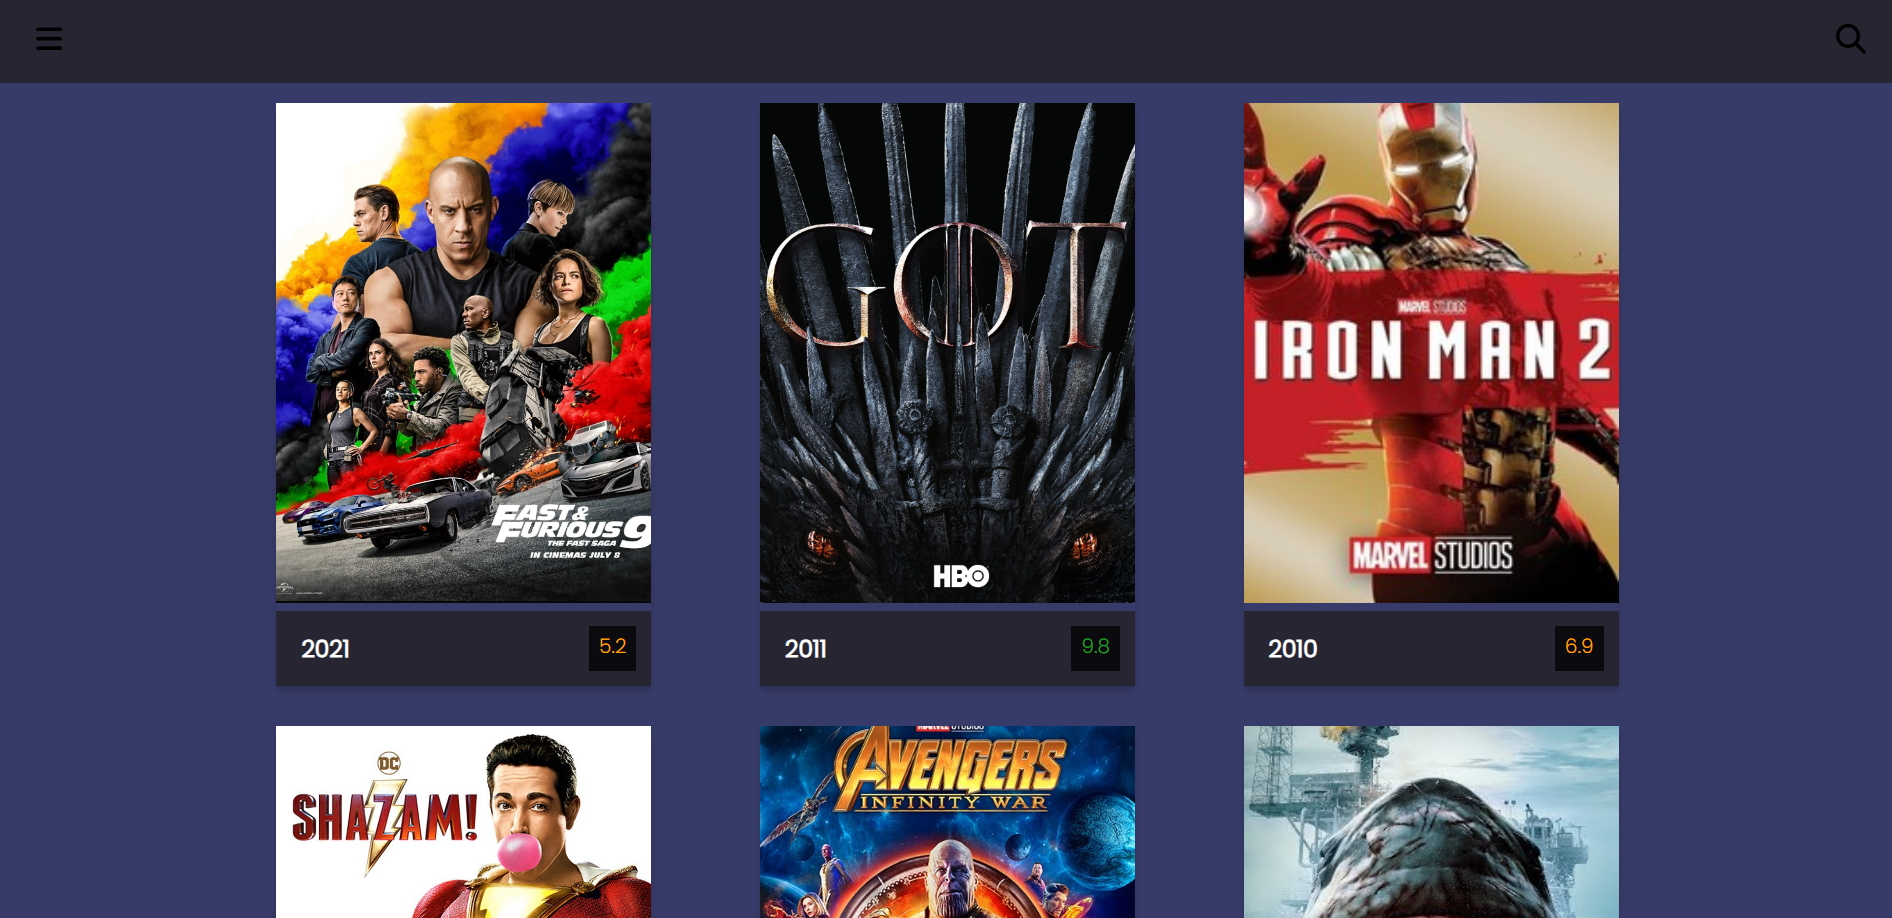 FAST &
FURIOUS 9
THE FAST SAGA
IN CINEMAS JULY 8
GOT
HBO
MARVEL STUDIOS
IRON MAN 2
MARVEL STUDIOS
2021
5.2
2011
9.8
2010
6.9
DC
SHAZAM!
MARVEL STUDIOS
AVENGERS
INFINITY WAR